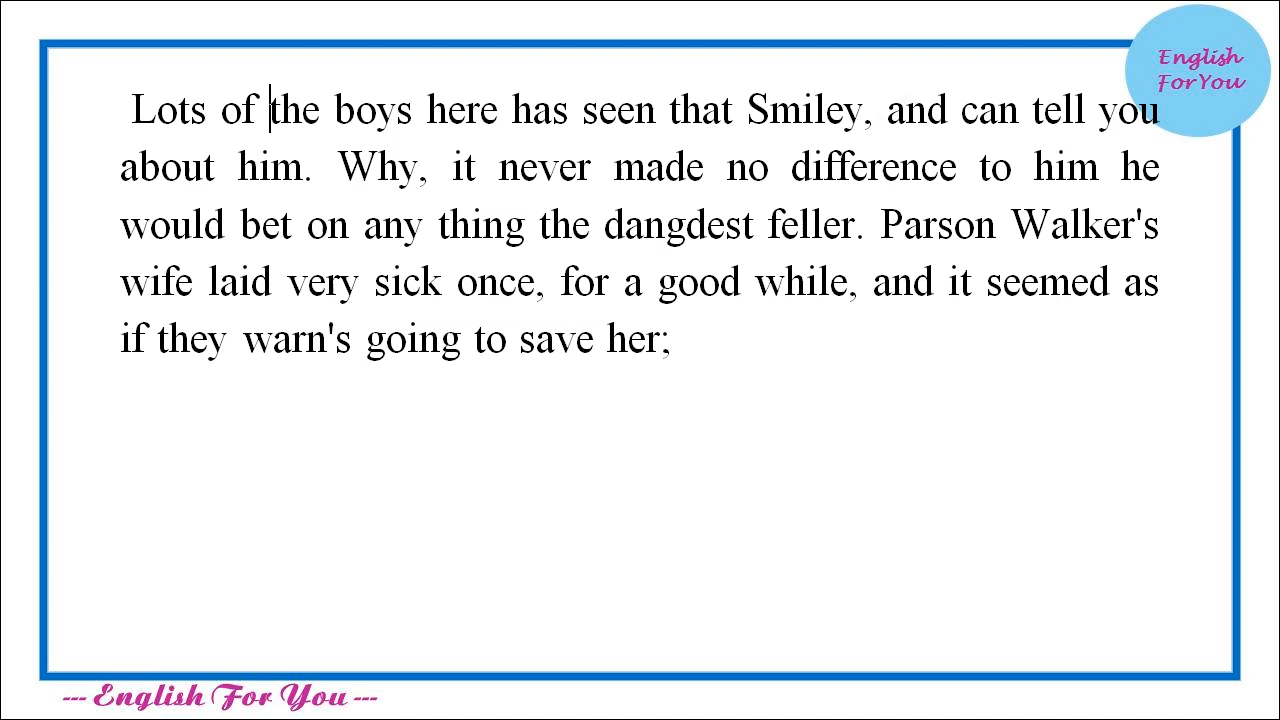 English
ForYou
Lots of the boys here has seen that Smiley, and can tell you
about him. Why, it never made no difference to him he
would bet on any thing the dangdest feller. Parson Walker's
wife laid very sick once, for a good while, and it seemed as
if they warn's going to save her;
--- English For You ---